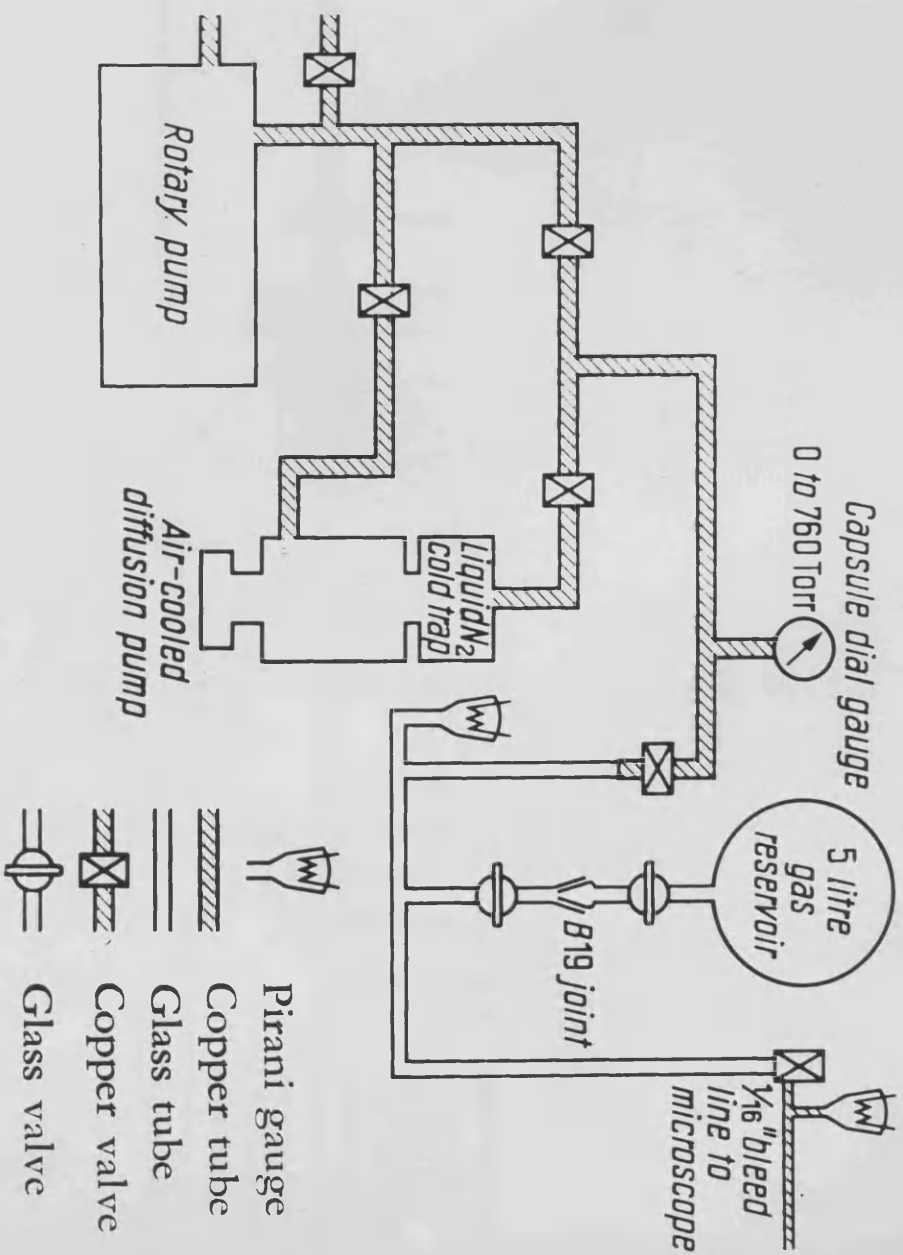 Capsule dial gauge
0 to 760 Torr
5 litre
gas
reservoir
B19 joint
1/16" bleed
line to
microscope
Rotary pump
Liquid N2
cold trap
Air-cooled
diffusion pump
Pirani gauge
Copper tube
Glass tube
Copper valve
Glass valve